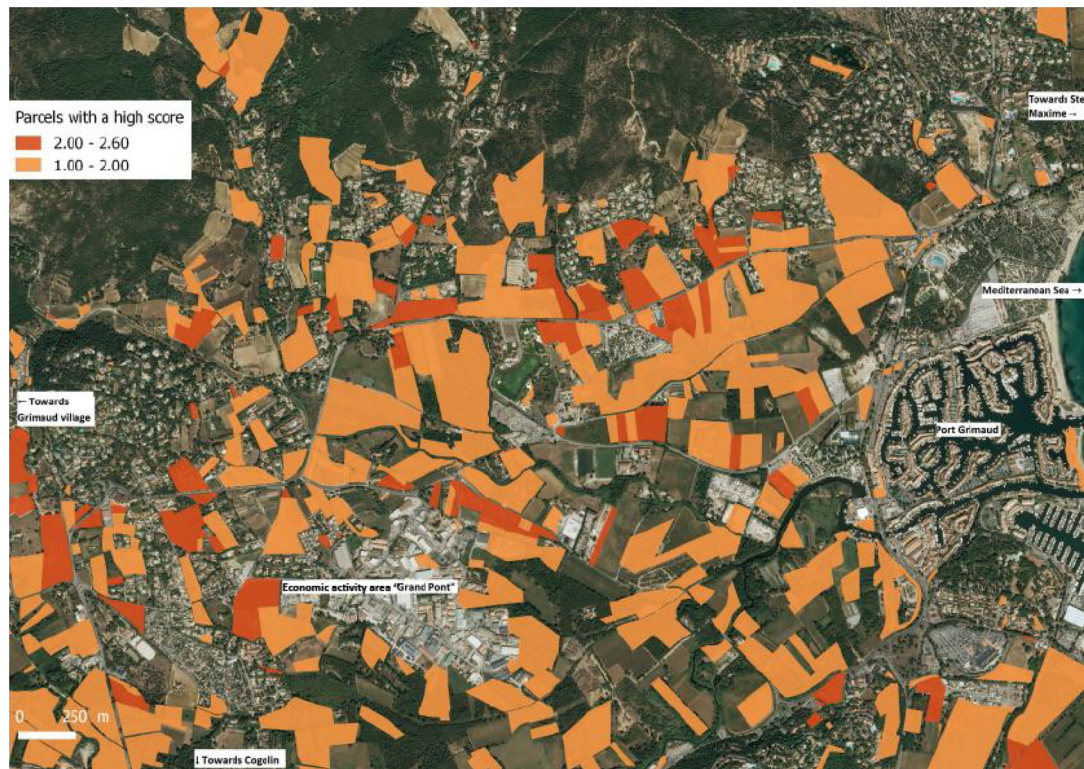 Parcels with a high score
2.00 - 2.60
1.00 - 2.00
Towards Ste
Maxime →
Mediterranean Sea →
← Towards
Grimaud village
Port Grimaud
Economic activity area "Grand Pont"
0 250 m
↓ Towards Cogelin